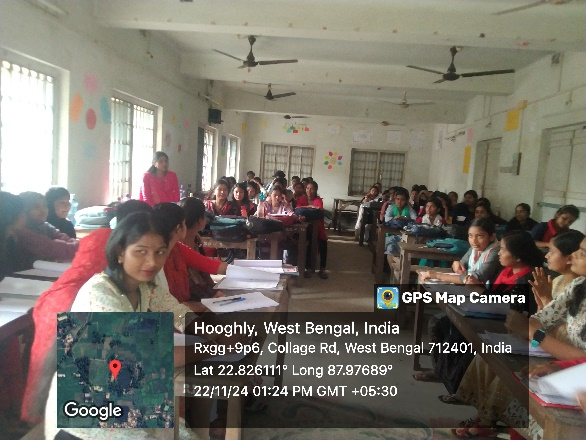 GPS Map Camera
Hooghly, West Bengal, India
Rxgg+9p6, Collage Rd, West Bengal 712401, India
Lat 22.826111° Long 87.97689°
22/11/24 01:24 PM GMT +05:30
Google